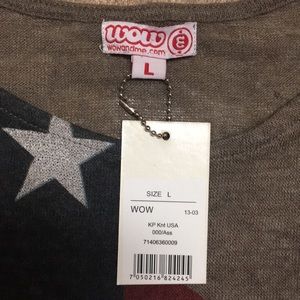 wow
wowandme.com
L
SIZE L
WOW 13-03
KP Knt USA
000/Ass
71406360009
7050216824245